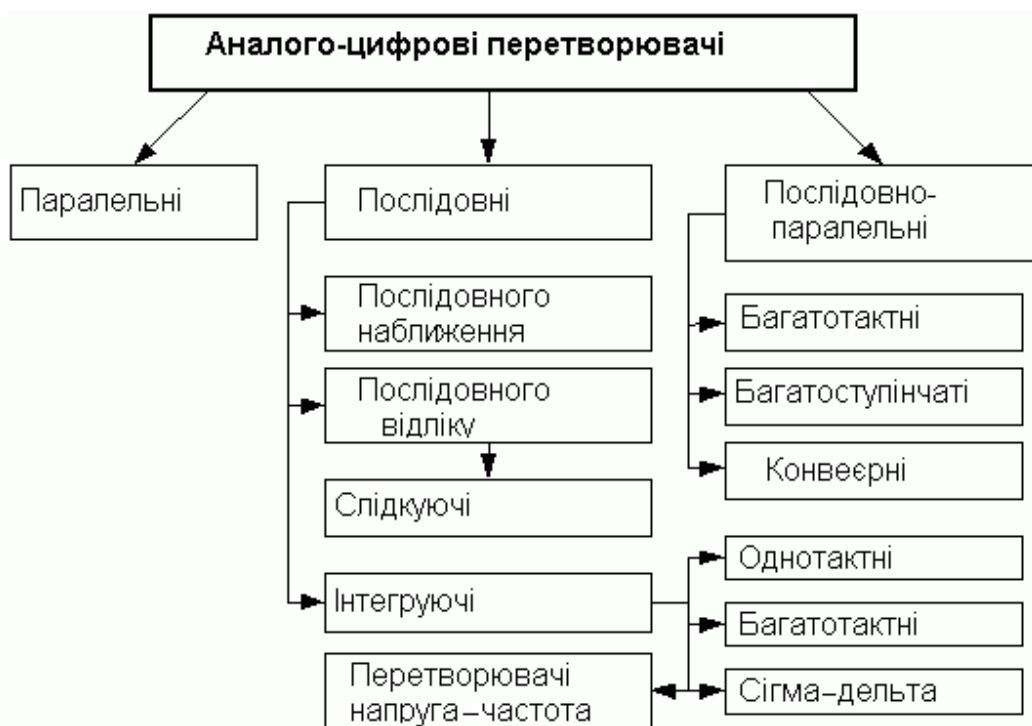 Аналого-цифрові перетворювачі
Паралельні
Послідовні
Послідовного
наближення
Послідовного
відліку
Слідкуючі
Інтегруючі
Перетворювачі
напруга–частота
Послідовно-
паралельні
Багатотактні
Багатоступінчаті
Конвеєрні
Однотактні
Багатотактні
Сігма–дельта